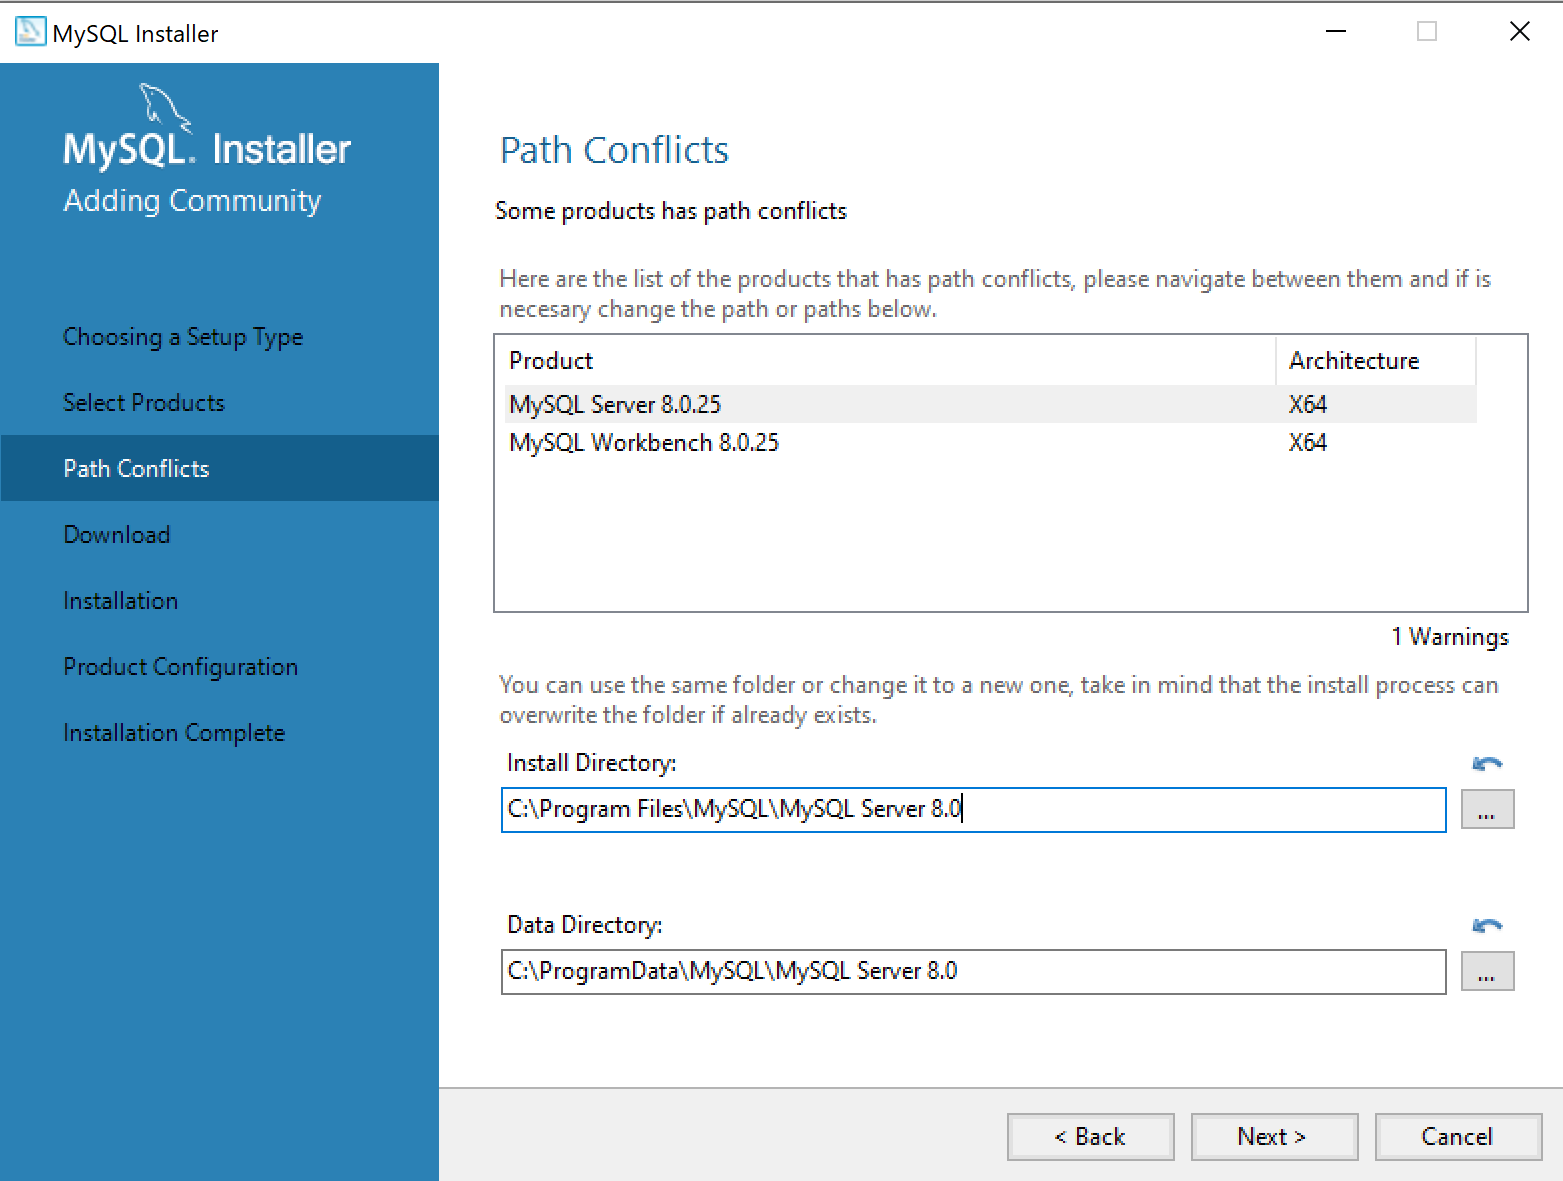 MySQL Installer
MySQL. Installer
Adding Community
Choosing a Setup Type
Select Products
Path Conflicts
Download
Installation
Product Configuration
Installation Complete
Path Conflicts
Some products has path conflicts
Here are the list of the products that has path conflicts, please navigate between them and if is
necesary change the path or paths below.
Product Architecture
MySQL Server 8.0.25 X64
MySQL Workbench 8.0.25 X64
1 Warnings
You can use the same folder or change it to a new one, take in mind that the install process can
overwrite the folder if already exists.
Install Directory:
C:\Program Files\MySQL\MySQL Server 8.0
...
Data Directory:
C:\ProgramData\MySQL\MySQL Server 8.0
...
< Back Next > Cancel